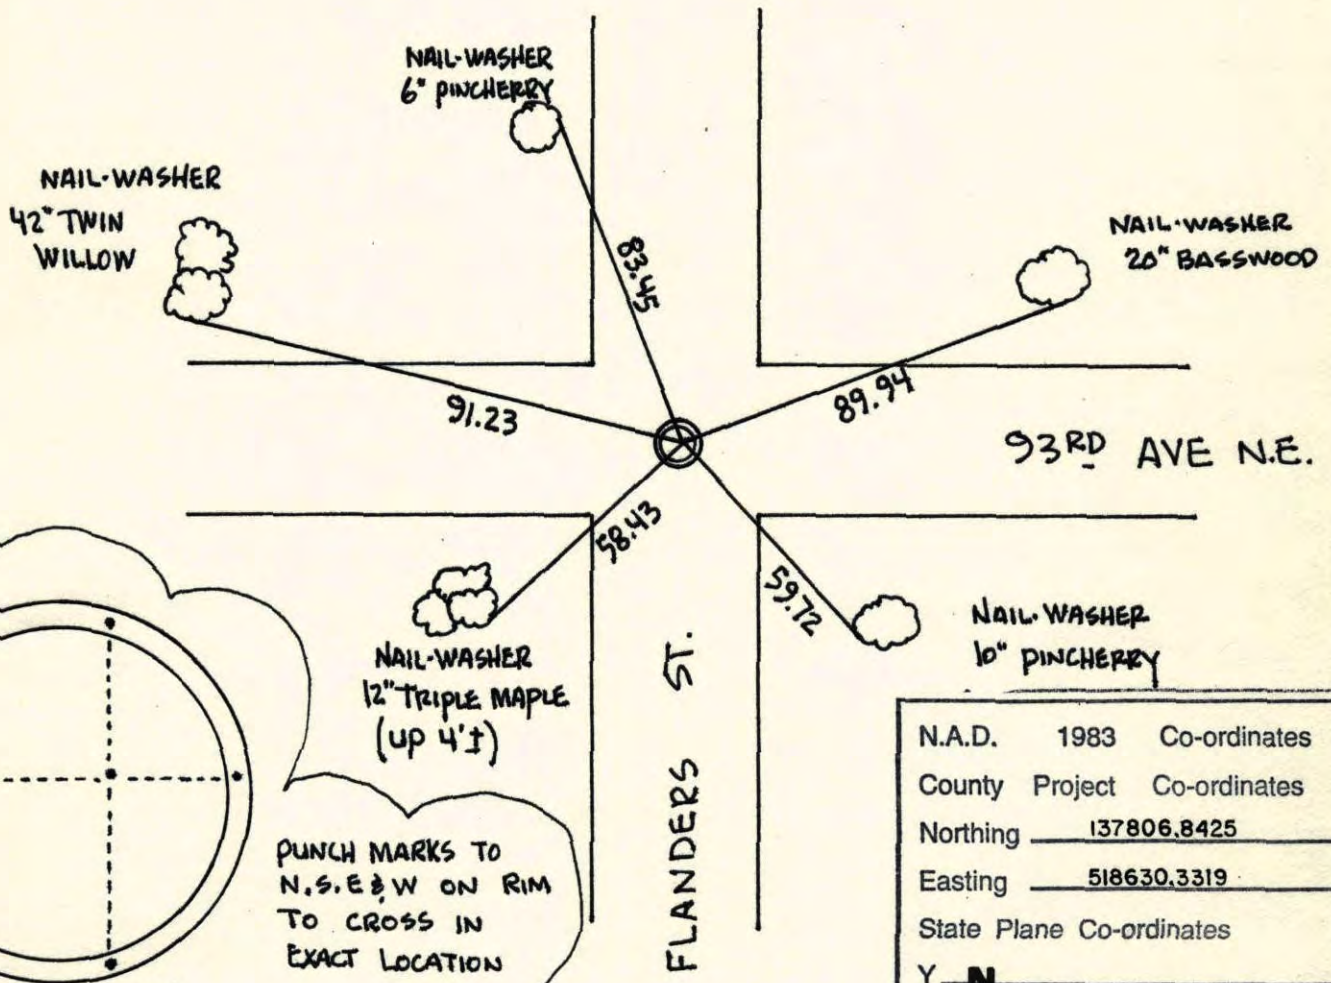 NAIL-WASHER
6" PINCHERRY
NAIL-WASHER
42" TWIN
WILLOW
NAIL-WASHER
20" BASSWOOD
83.45
91.23
89.94
93RD AVE N.E.
58.43
59.72
NAIL-WASHER
12" TRIPLE MAPLE
(UP 4'±)
NAIL-WASHER
10" PINCHERRY
FLANDERS ST.
PUNCH MARKS TO
N.S.E & W ON RIM
TO CROSS IN
EXACT LOCATION
N.A.D. 1983 Co-ordinates
County Project Co-ordinates
Northing 137806.8425
Easting 518630.3319
State Plane Co-ordinates
Y N